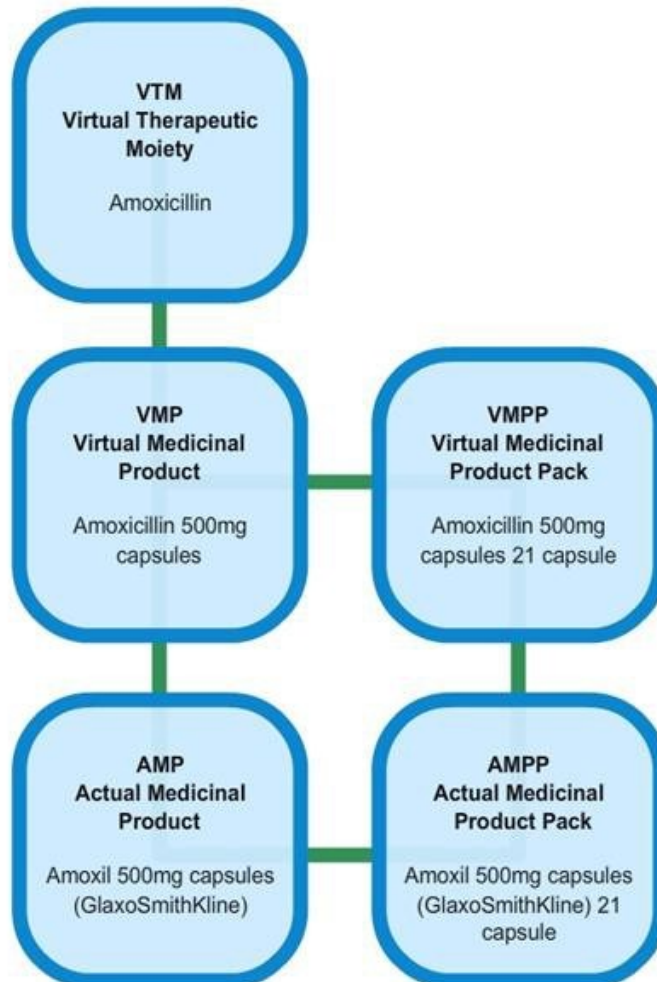 VTM
Virtual Therapeutic
Moiety
Amoxicillin
VMP
Virtual Medicinal
Product
Amoxicillin 500mg
capsules
VMPP
Virtual Medicinal
Product Pack
Amoxicillin 500mg
capsules 21 capsule
AMP
Actual Medicinal
Product
Amoxil 500mg capsules
(GlaxoSmithKline)
AMPP
Actual Medicinal
Product Pack
Amoxil 500mg capsules
(GlaxoSmithKline) 21
capsule